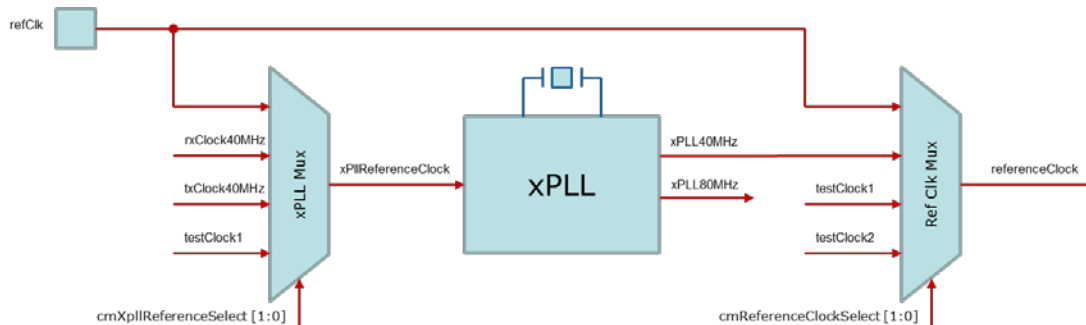 refClk
rxClock40MHz
txClock40MHz
testClock1
xPLL Mux
cmXpllReferenceSelect [1:0]
xPllReferenceClock
xPLL
xPLL40MHz
xPLL80MHz
testClock1
testClock2
Ref Clk Mux
cmReferenceClockSelect [1:0]
referenceClock